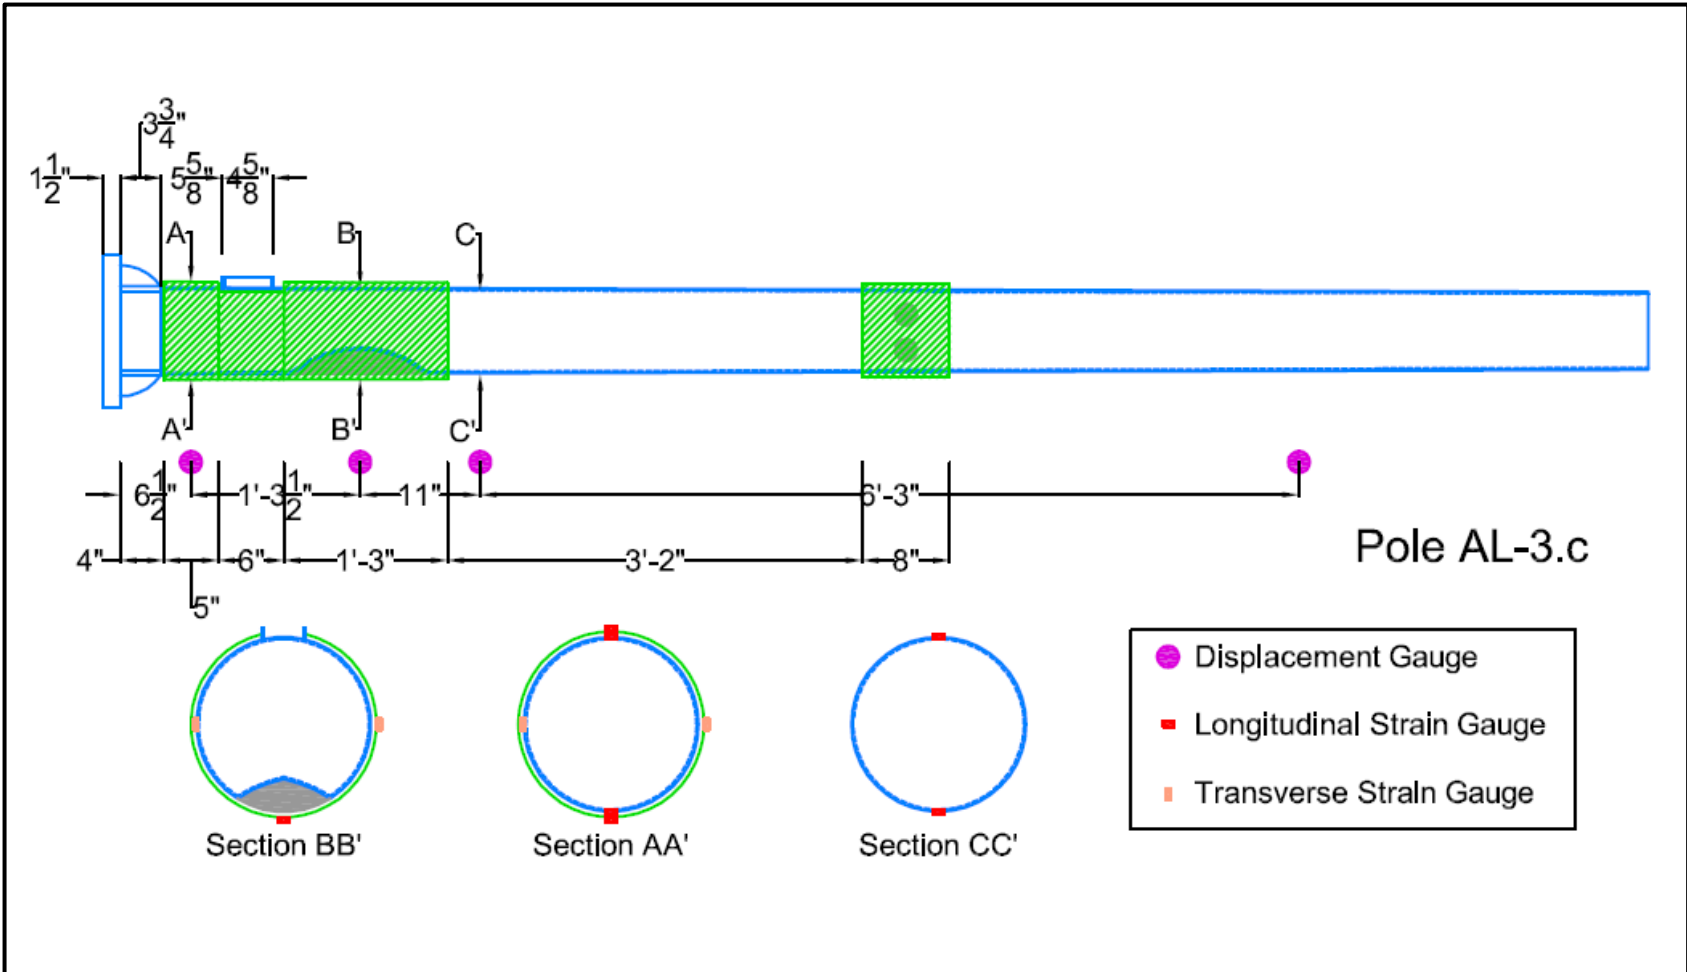 3 3/4"
1 1/2"
5 5/8"
4 5/8"
A
B
C
A'
B'
C'
6 1/2"
1'-3 1/2"
11"
6'-3"
4"
6"
1'-3"
3'-2"
8"
5"
Pole AL-3.c
Section BB'
Section AA'
Section CC'
Displacement Gauge
Longitudinal Strain Gauge
Transverse Strain Gauge